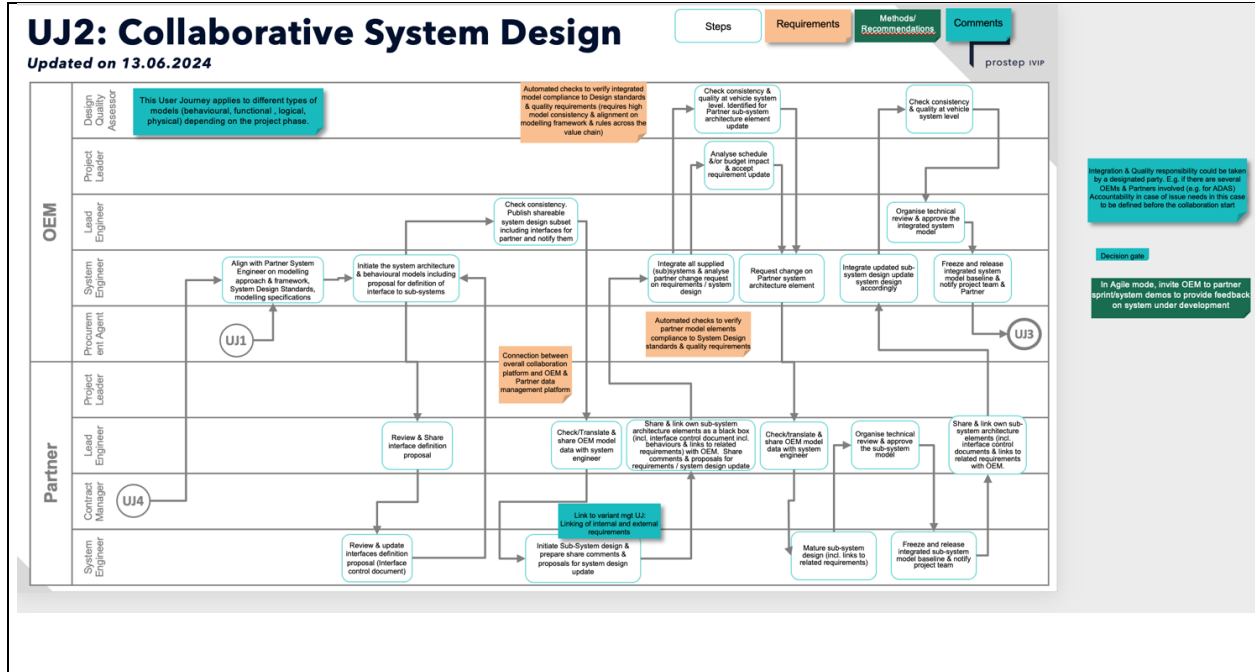 UJ2: Collaborative System Design
Updated on 13.06.2024
Steps
Requirements
Methods/
Recommendations
Comments
prostep IVIP
OEM
Design
Quality
Assessor
Project
Leader
Lead
Engineer
System
Engineer
Procurem
ent Agent
Partner
Project
Leader
Lead
Engineer
Contract
Manager
System
Engineer
This User Journey applies to different types of
models (behavioural, functional , logical,
physical) depending on the project phase.
Automated checks to verify integrated
model compliance to Design standards
& quality requirements (requires high
model consistency & alignment on
modelling framework & rules across the
value chain)
Check consistency &
quality at vehicle system
level. Identified for
Partner sub-system
architecture element
update
Check consistency
& quality at vehicle
system level
Analyse schedule
&/or budget impact &
accept
requirement update
Check consistency.
Publish shareable
system design subset
including interfaces for
partner and notify them
Organise technical
review & approve the
integrated system
model
Align with Partner System
Engineer on modelling
approach & framework,
System Design Standards,
modelling specifications
Initiate the system architecture
& behavioural models including
proposal for definition of
interface to sub-systems
Integrate all supplied
(sub)systems & analyse
partner change request
on requirements / system
design
Request change on
Partner system
architecture element
Integrate updated sub-
system design update
system design
accordingly
Freeze and release
integrated system
model baseline &
notify project team &
Partner
UJ1
Automated checks to verify
partner model elements
compliance to System Design
standards & quality requirements
UJ3
Connection between
overall collaboration
platform and OEM &
Partner data
management platform
Review & Share
interface definition
proposal
Check/Translate &
share OEM model
data with system
engineer
Share & link own sub-system
architecture elements as a black box
(incl. interface control document incl.
behaviours & links to related
requirements) with OEM. Share
comments & proposals for
requirements / system design update
Check/translate &
share OEM model
data with system
engineer
Organise technical
review & approve
the sub-system
model
Share & link own sub-
system architecture
elements (incl.
interface control
documents & links to
related requirements
with OEM.
UJ4
Link to variant mgt UJ:
Linking of internal and external
requirements
Review & update
interfaces definition
proposal (Interface
control document)
Initiate Sub-System design &
prepare share comments &
proposals for system design
update
Mature sub-system
design (incl. links to
related requirements)
Freeze and release
integrated sub-system
model baseline & notify
project team
Integration & Quality responsibility could be taken
by a designated party. E.g. if there are several
OEMs & Partners involved (e.g. for ADAS)
Accountability in case of issue needs in this case
to be defined before the collaboration start
Decision gate
In Agile mode, invite OEM to partner
sprint/system demos to provide feedback
on system under development